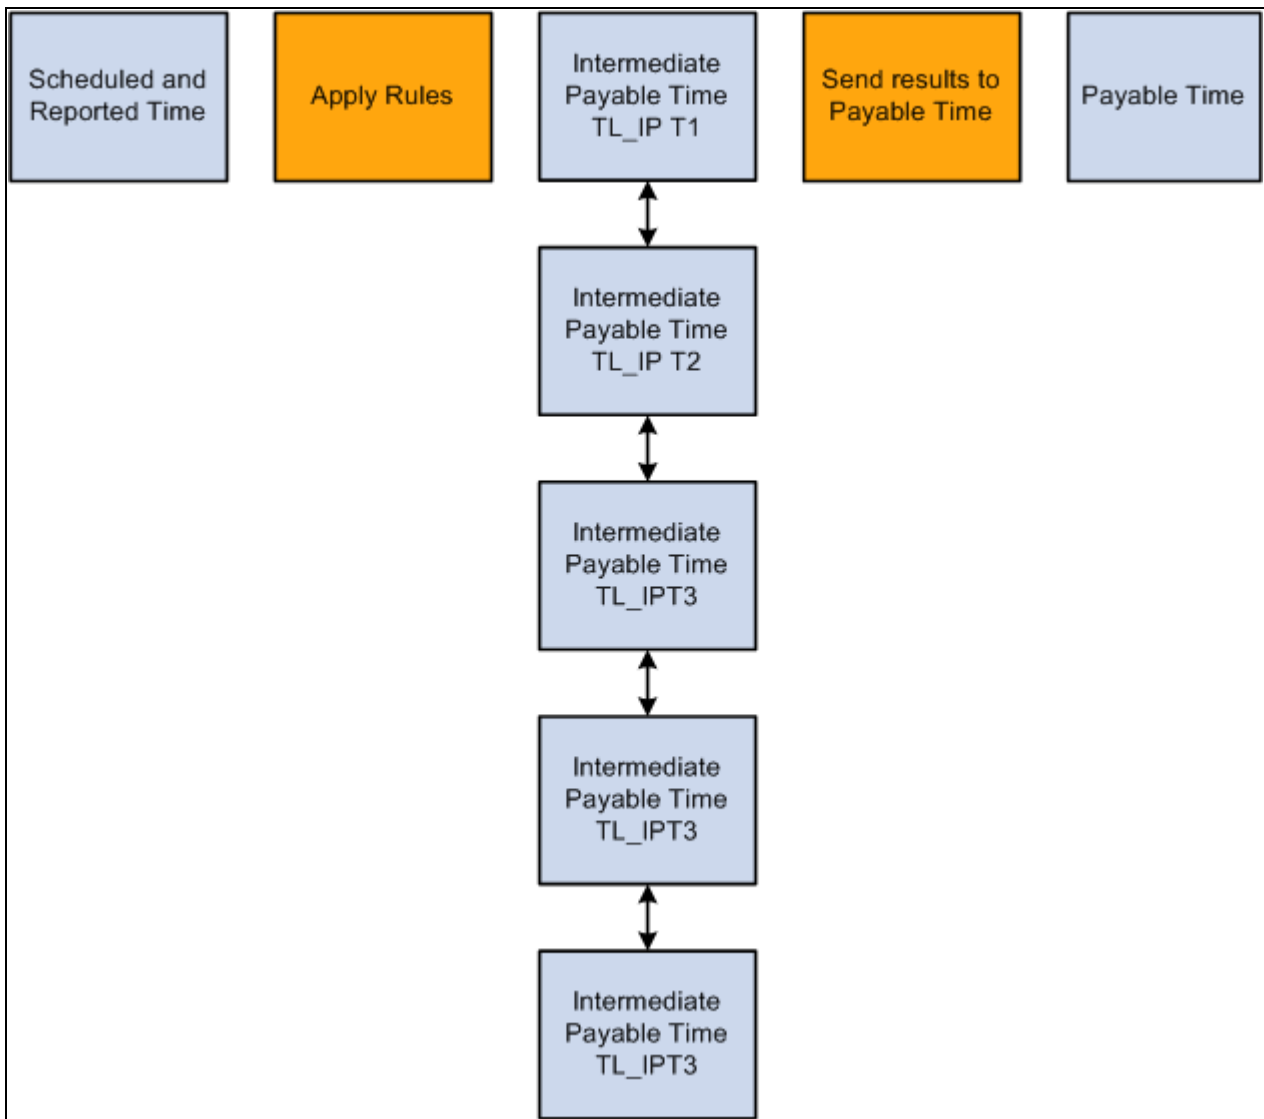 Scheduled and
Reported Time
Apply Rules
Intermediate
Payable Time
TL_IP T1
Send results to
Payable Time
Payable Time
Intermediate
Payable Time
TL_IP T2
Intermediate
Payable Time
TL_IPT3
Intermediate
Payable Time
TL_IPT3
Intermediate
Payable Time
TL_IPT3